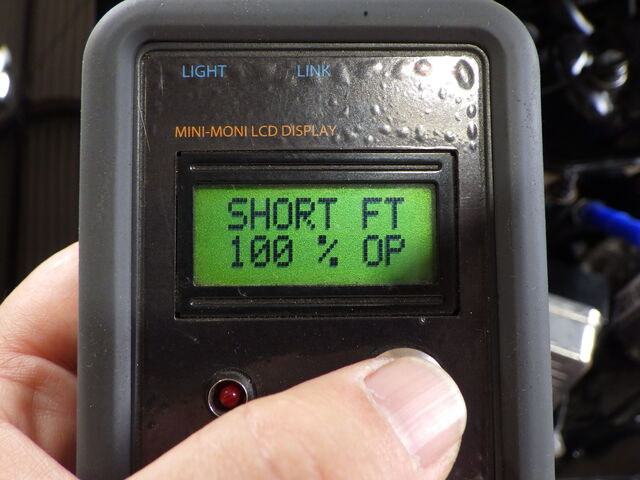 LIGHT LINK
MINI-MONI LCD DISPLAY
SHORT FT
100 % OP